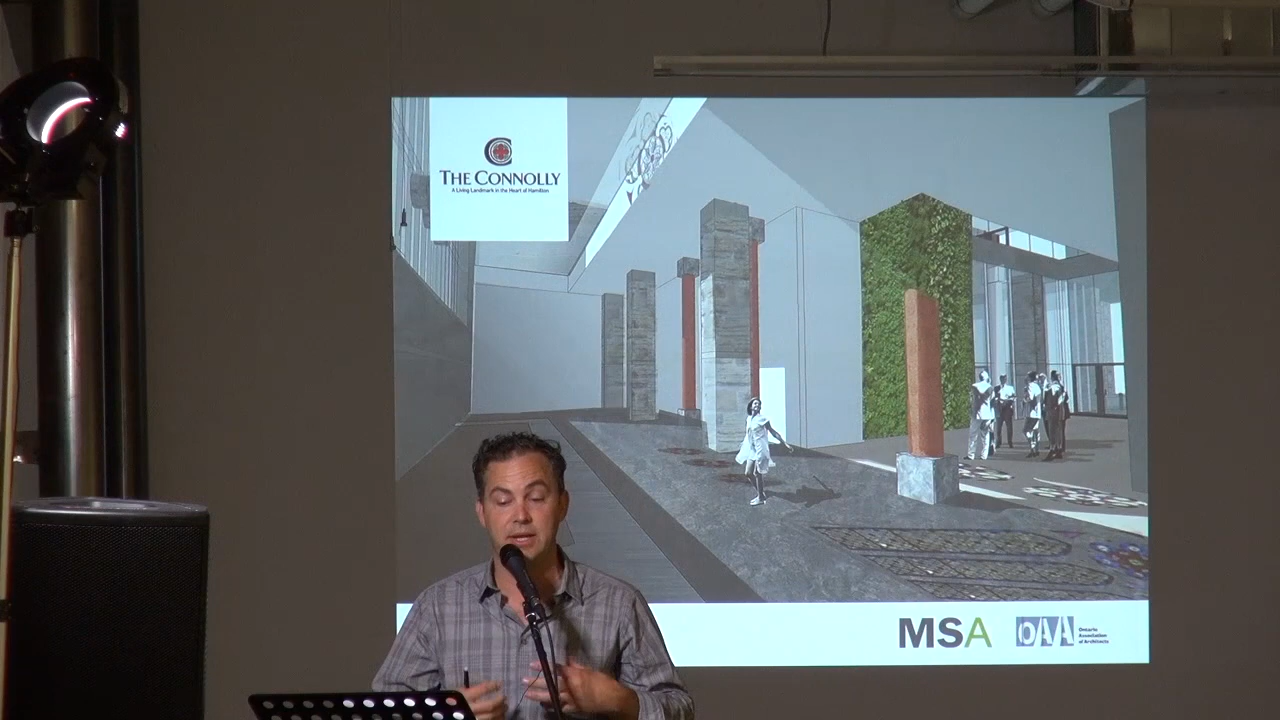 THE CONNOLLY
A Living Landmark in the Heart of Hamilton
MSA
OAA
Ontario
Association
of Architects